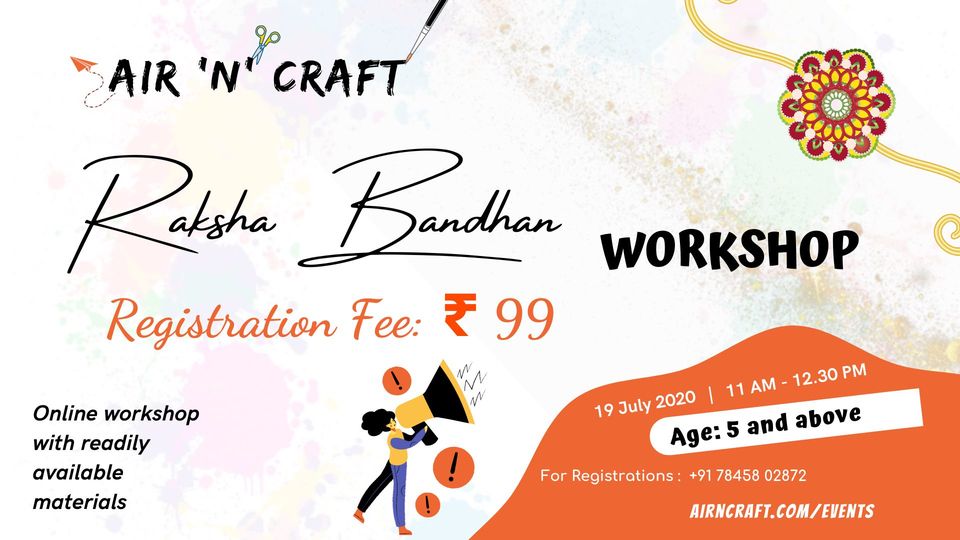 AIR 'N' CRAFT
Raksha Bandhan
WORKSHOP
Registration Fee: ₹ 99
Online workshop
with readily
available
materials
19 July 2020 | 11 AM - 12.30 PM
Age: 5 and above
For Registrations : +91 78458 02872
AIRNCRAFT.COM/EVENTS